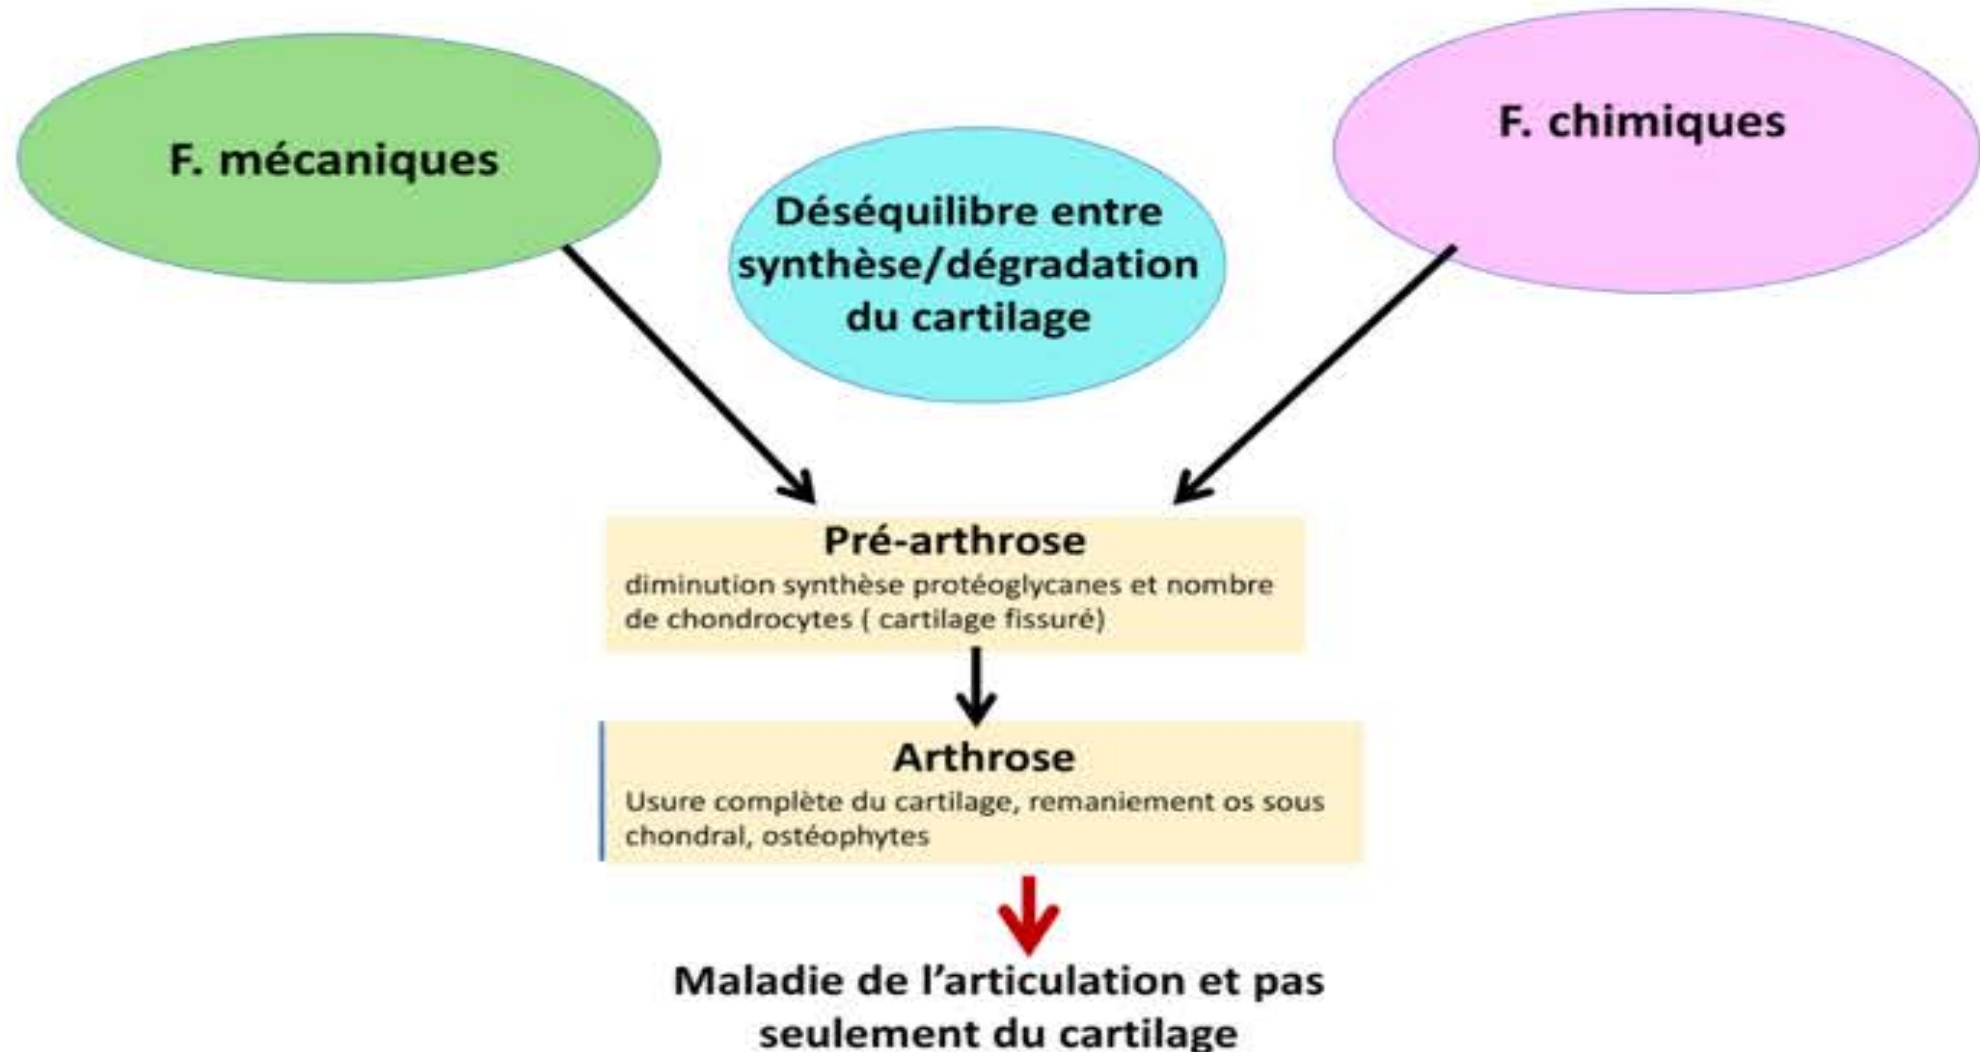 F. mécaniques
F. chimiques
Déséquilibre entre
synthèse/dégradation
du cartilage
Pré-arthrose
diminution synthèse protéoglycanes et nombre
de chondrocytes ( cartilage fissuré)
Arthrose
Usure complète du cartilage, remaniement os sous
chondral, ostéophytes
Maladie de l’articulation et pas
seulement du cartilage